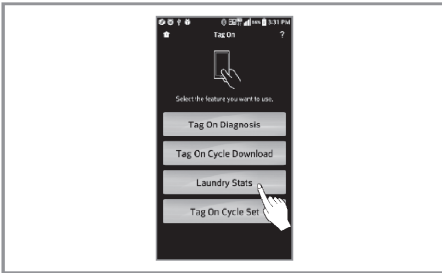 3:31 PM
Tag On
?
Select the feature you want to use.
Tag On Diagnosis
Tag On Cycle Download
Laundry Stats
Tag On Cycle Set